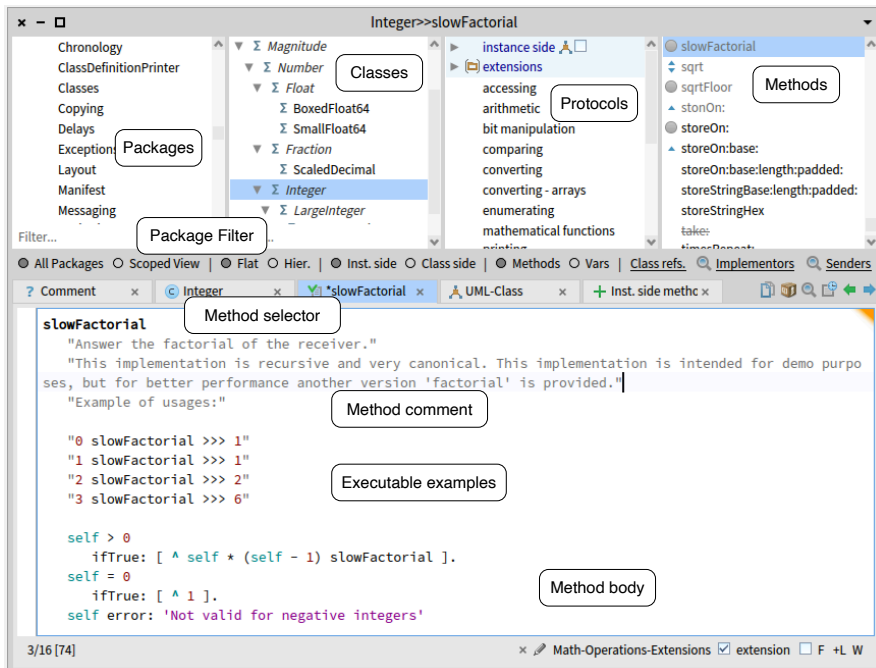 Integer>>slowFactorial
Chronology
ClassDefinitionPrinter
Classes
Copying
Delays
Exceptions
Layout
Manifest
Messaging
Filter...
Packages
Package Filter
Σ Magnitude
Σ Number
Σ Float
Σ BoxedFloat64
Σ SmallFloat64
Σ Fraction
Σ ScaledDecimal
Σ Integer
Σ LargeInteger
Classes
instance side
extensions
accessing
arithmetic
bit manipulation
comparing
converting
converting - arrays
enumerating
mathematical functions
printing
Protocols
slowFactorial
sqrt
sqrtFloor
stonOn:
storeOn:
storeOn:base:
storeOn:base:length:padded:
storeStringBase:length:padded:
storeStringHex
take:
timesRepeat:
Methods
All Packages Scoped View | Flat Hier. | Inst. side Class side | Methods Vars | Class refs. Implementors Senders
? Comment × C Integer × *slowFactorial × UML-Class × Inst. side methc ×
Method selector
slowFactorial
"Answer the factorial of the receiver."
"This implementation is recursive and very canonical. This implementation is intended for demo purpo
ses, but for better performance another version 'factorial' is provided."
"Example of usages:"
Method comment
"0 slowFactorial >>> 1"
"1 slowFactorial >>> 1"
"2 slowFactorial >>> 2"
"3 slowFactorial >>> 6"
Executable examples
self > 0
ifTrue: [ ^ self * (self - 1) slowFactorial ].
self = 0
ifTrue: [ ^ 1 ].
self error: 'Not valid for negative integers'
Method body
3/16 [74] × Math-Operations-Extensions extension F +L W